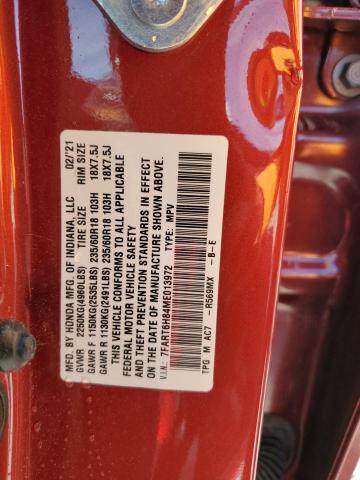 MFD. BY HONDA MFG. OF INDIANA, LLC 02/'21
GVWR 2250KG(4960LBS) TIRE SIZE RIM SIZE
GAWR F 1150KG(2535LBS) 235/60R18 103H 18X7.5J
GAWR R 1130KG(2491LBS) 235/60R18 103H 18X7.5J
THIS VEHICLE CONFORMS TO ALL APPLICABLE
FEDERAL MOTOR VEHICLE SAFETY
AND THEFT PREVENTION STANDARDS IN EFFECT
ON THE DATE OF MANUFACTURE SHOWN ABOVE.
V.I.N.: 7FART6H84ME013972 TYPE: MPV
TPG M AC7 -R569MX -B-E